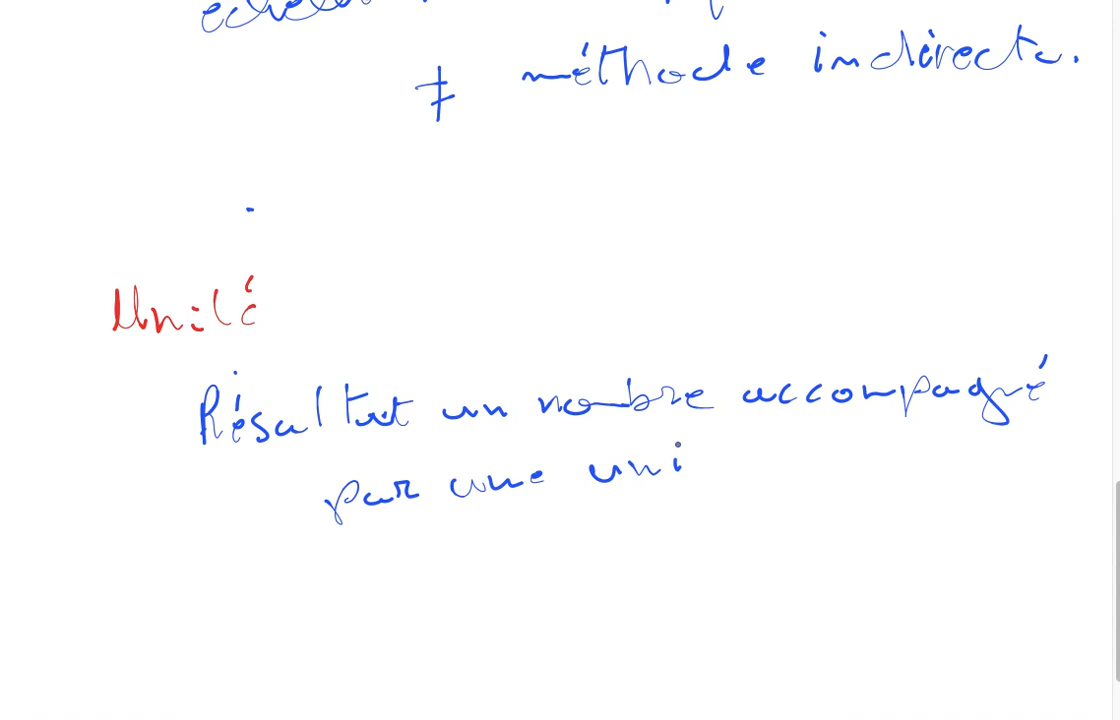 ≠ méthode indirecte.
Unité
Résultat un nombre accompagné
par une uni